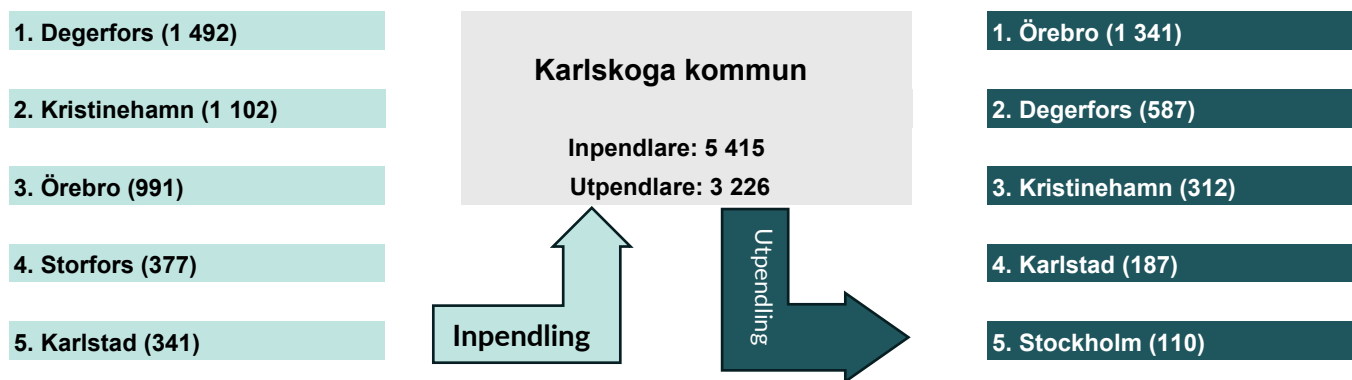 1. Degerfors (1 492)
2. Kristinehamn (1 102)
3. Örebro (991)
4. Storfors (377)
5. Karlstad (341)
Karlskoga kommun
Inpendlare: 5 415
Utpendlare: 3 226
Inpendling
Utpendling
1. Örebro (1 341)
2. Degerfors (587)
3. Kristinehamn (312)
4. Karlstad (187)
5. Stockholm (110)